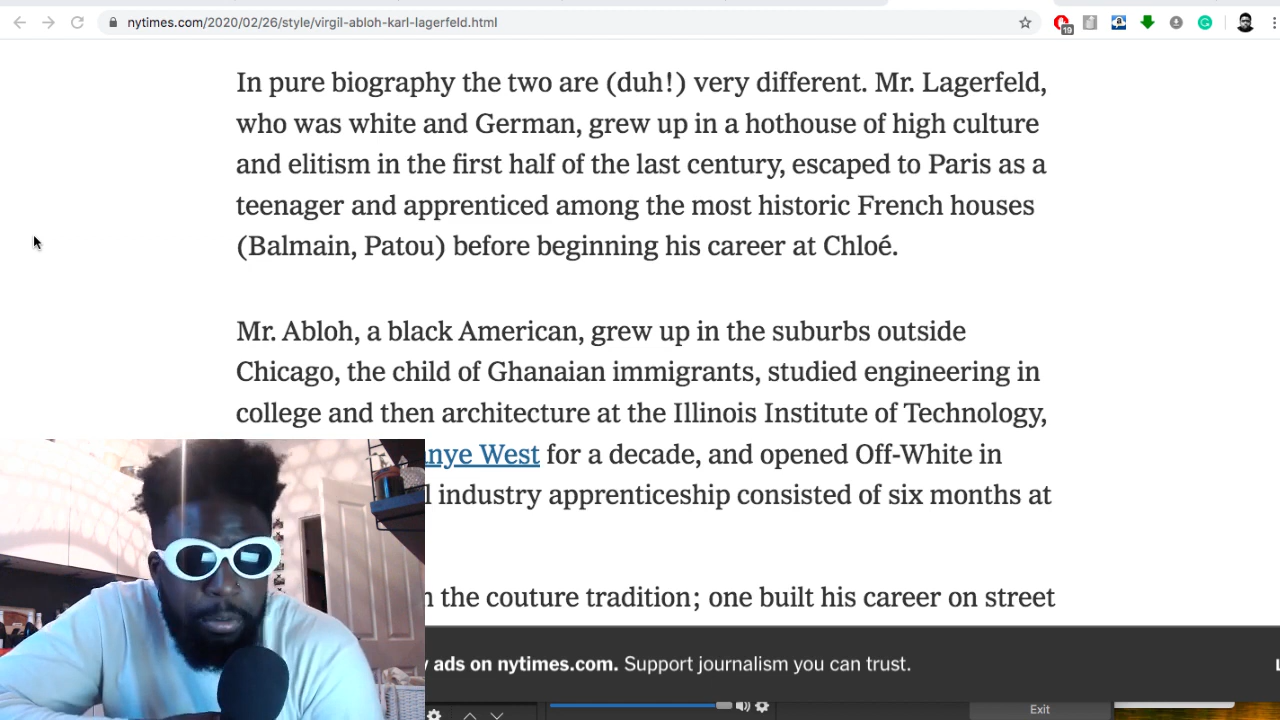 nytimes.com/2020/02/26/style/virgil-abloh-karl-lagerfeld.html
19
In pure biography the two are (duh!) very different. Mr. Lagerfeld,
who was white and German, grew up in a hothouse of high culture
and elitism in the first half of the last century, escaped to Paris as a
teenager and apprenticed among the most historic French houses
(Balmain, Patou) before beginning his career at Chloé.
Mr. Abloh, a black American, grew up in the suburbs outside
Chicago, the child of Ghanaian immigrants, studied engineering in
college and then architecture at the Illinois Institute of Technology,
nye West for a decade, and opened Off-White in
l industry apprenticeship consisted of six months at
the couture tradition; one built his career on street
ads on nytimes.com. Support journalism you can trust.
Exit